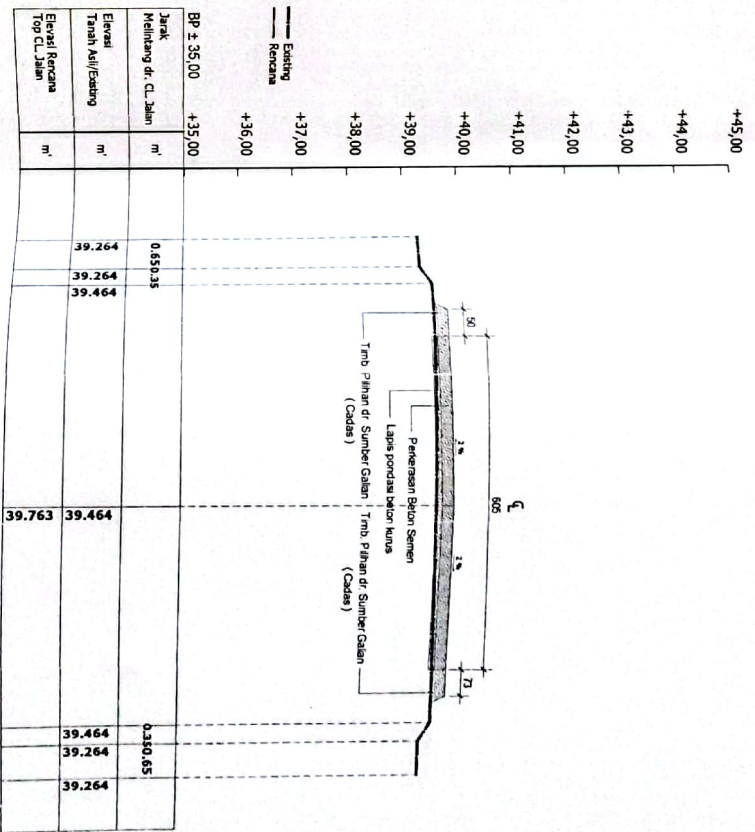 +45,00
+44,00
+43,00
+42,00
+41,00
+40,00
+39,00
+38,00
+37,00
+36,00
+35,00
Existing
Rencana
BP ± 35,00
℄
605
50
73
2 %
2 %
Perkerasan Beton Semen
Lapis pondasi beton kurus
Timb. Pilihan dr. Sumber Galian
(Cadas)
Timb. Pilihan dr. Sumber Galian
(Cadas)
Jarak
Melintang dr. CL. Jalan
m'
0.65
0.35
0.35
0.65
Elevasi
Tanah Asli/Existing
m'
39.264
39.264
39.464
39.464
39.464
39.264
39.264
Elevasi Rencana
Top CL Jalan
m'
39.763